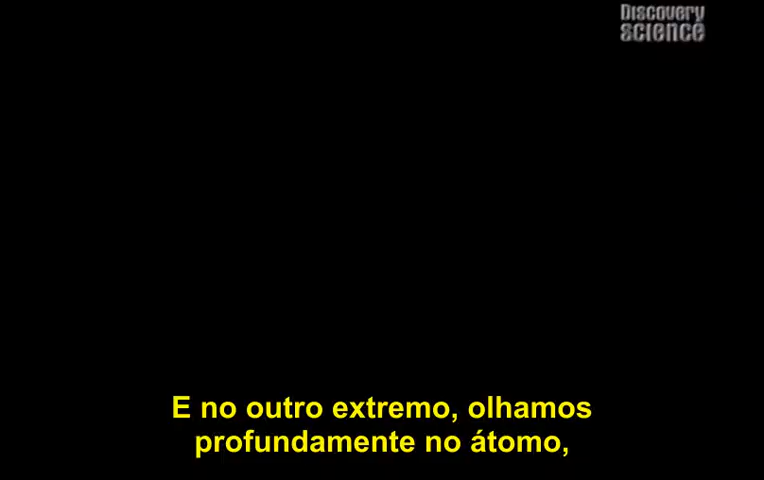 Discovery
science
E no outro extremo, olhamos
profundamente no átomo,